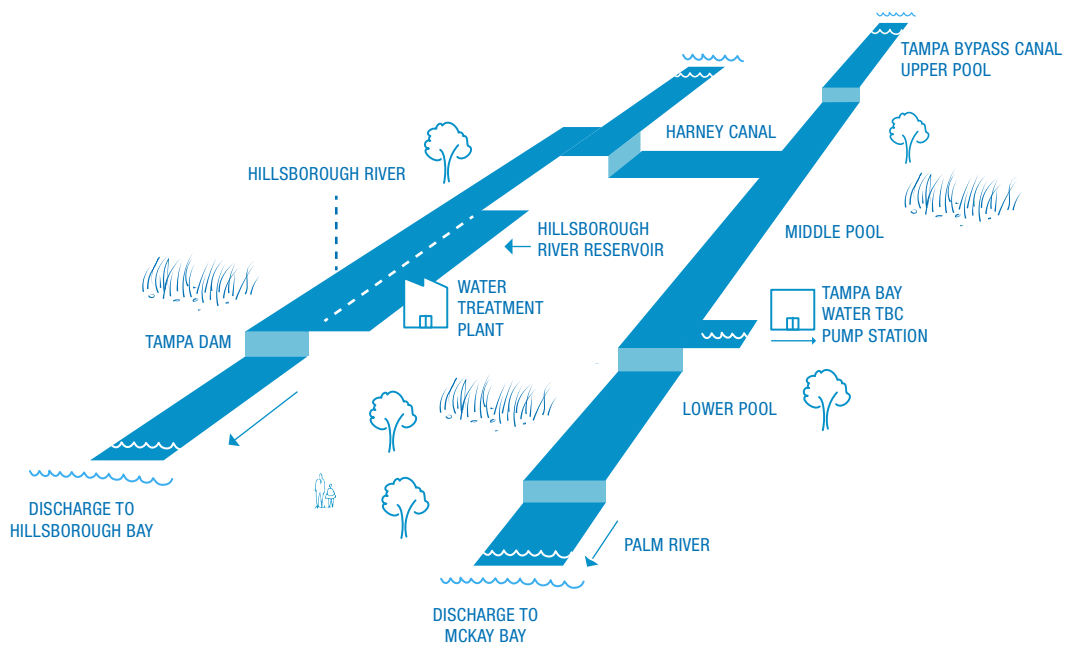 TAMPA BYPASS CANAL
UPPER POOL
HARNEY CANAL
HILLSBOROUGH RIVER
HILLSBOROUGH
RIVER RESERVOIR
MIDDLE POOL
WATER
TREATMENT
PLANT
TAMPA BAY
WATER TBC
PUMP STATION
TAMPA DAM
LOWER POOL
DISCHARGE TO
HILLSBOROUGH BAY
PALM RIVER
DISCHARGE TO
MCKAY BAY